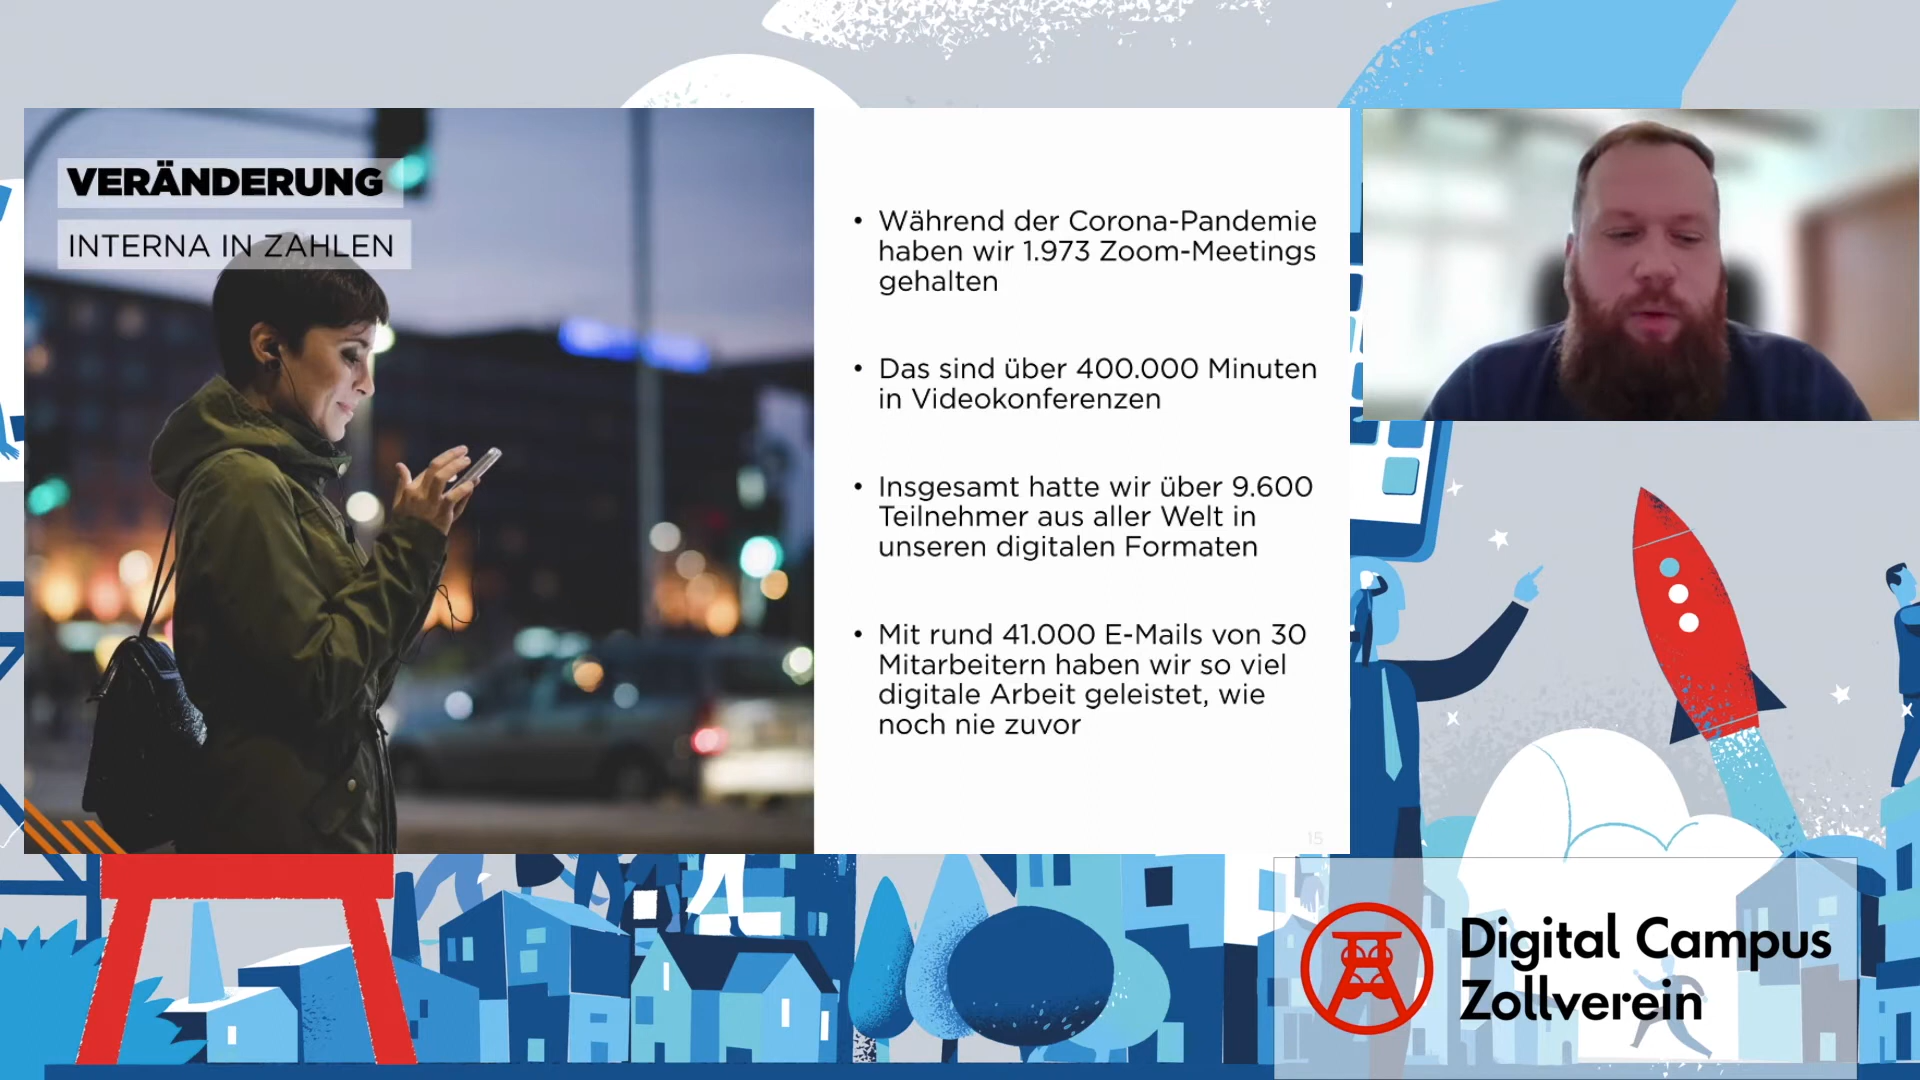 VERÄNDERUNG
INTERNA IN ZAHLEN
• Während der Corona-Pandemie
haben wir 1.973 Zoom-Meetings
gehalten
• Das sind über 400.000 Minuten
in Videokonferenzen
• Insgesamt hatte wir über 9.600
Teilnehmer aus aller Welt in
unseren digitalen Formaten
• Mit rund 41.000 E-Mails von 30
Mitarbeitern haben wir so viel
digitale Arbeit geleistet, wie
noch nie zuvor
15
Digital Campus
Zollverein